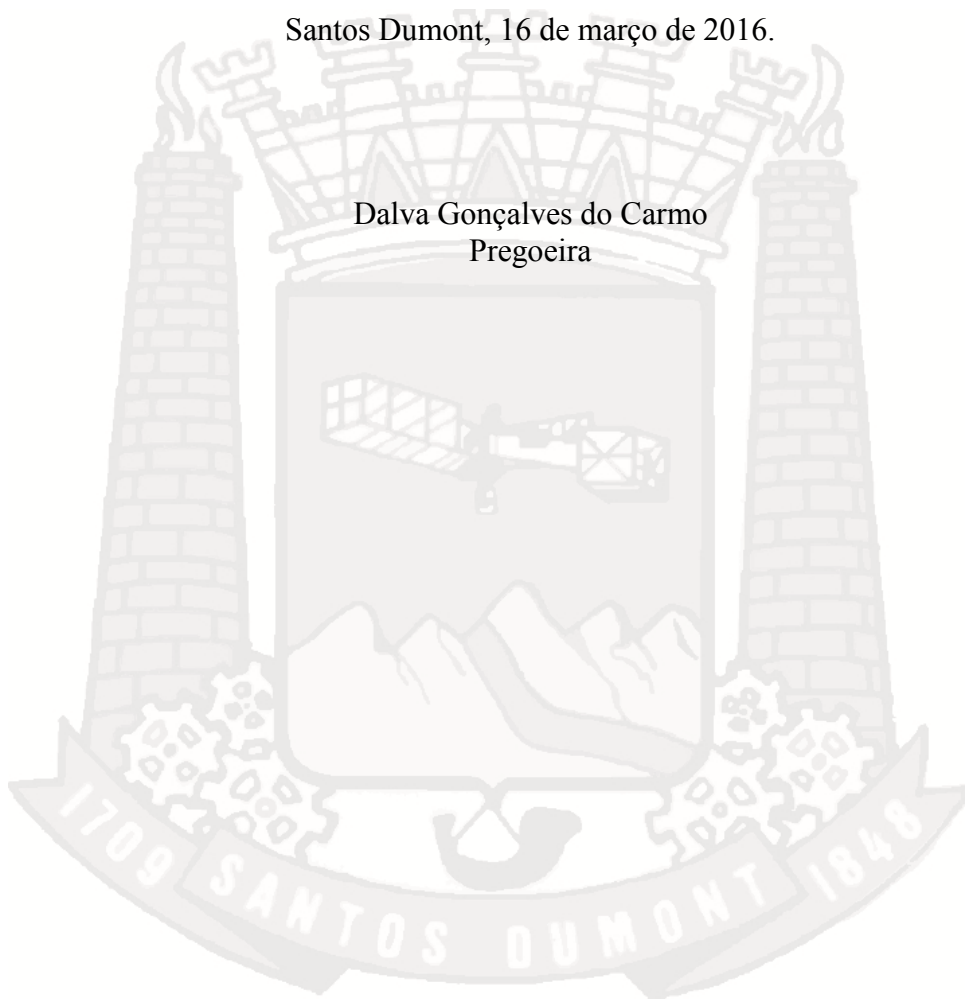 Santos Dumont, 16 de março de 2016.
Dalva Gonçalves do Carmo
Pregoeira
1709 SANTOS DUMONT 1848